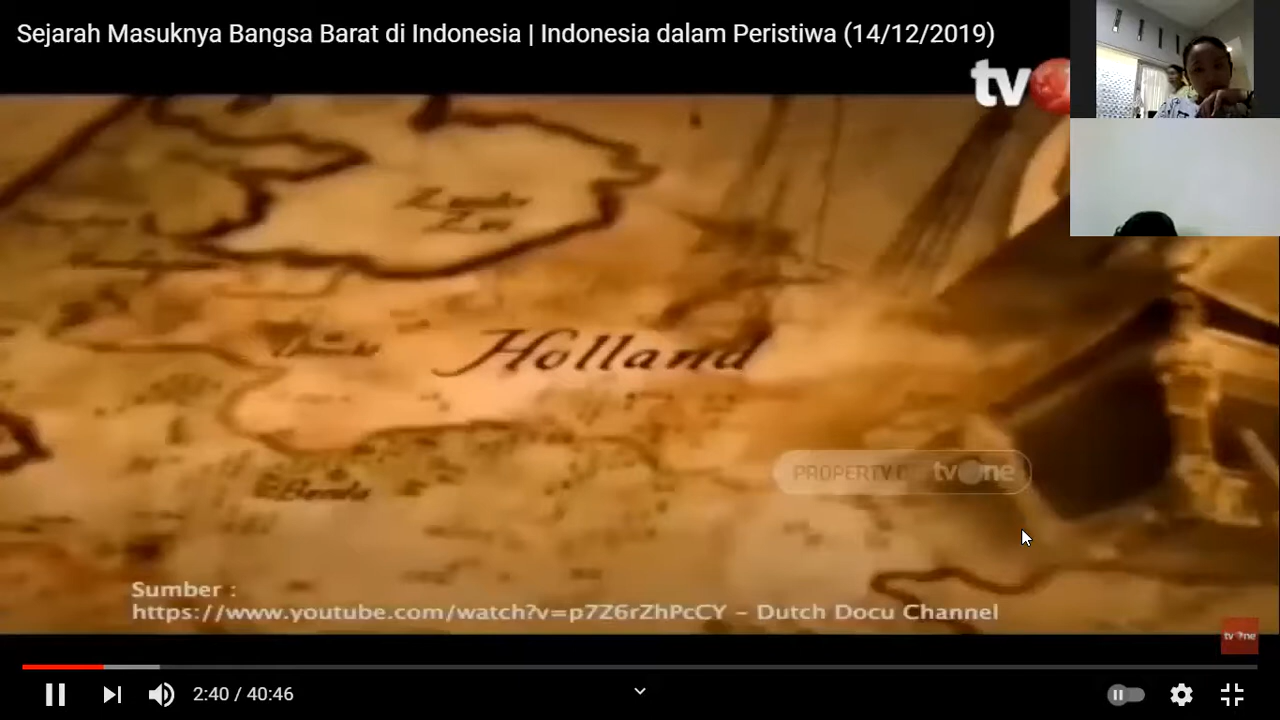 Sejarah Masuknya Bangsa Barat di Indonesia | Indonesia dalam Peristiwa (14/12/2019)
tv
Holland
PROPERTY OF tvOne
Sumber :
https://www.youtube.com/watch?v=p7Z6rZhPcCY – Dutch Docu Channel
tvOne
2:40 / 40:46